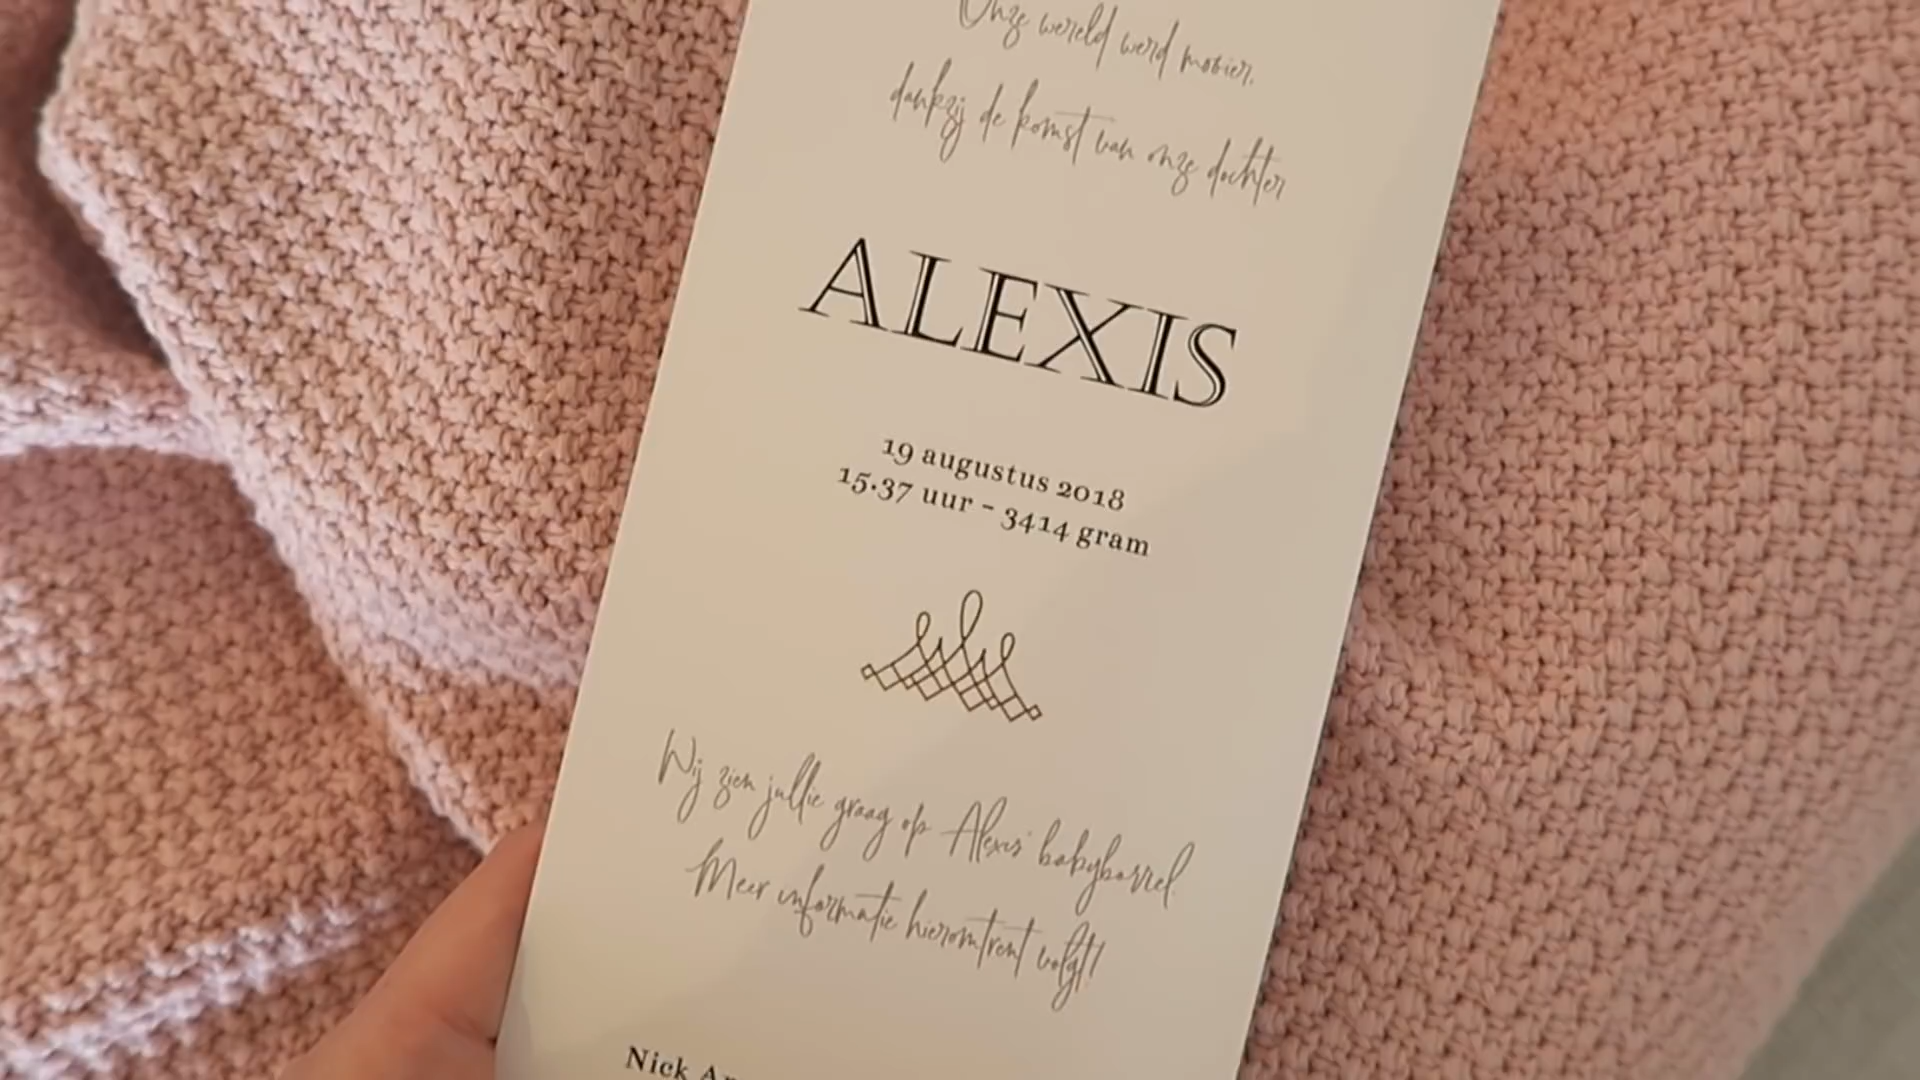 Onze wereld werd mooier,
dankzij de komst van onze dochter
ALEXIS
19 augustus 2018
15.37 uur - 3414 gram
Wij zien jullie graag op Alexis' babyborrel.
Meer informatie hieromtrent volgt!
Nick